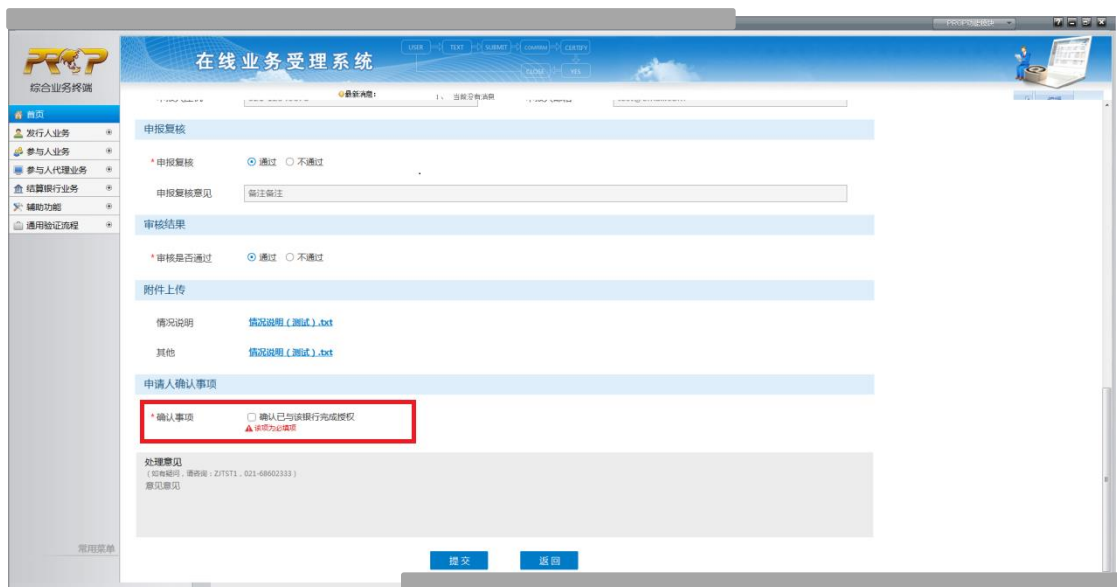 PROP
综合业务终端
在线业务受理系统
USER
TEXT
SUBMIT
CONFIRM
CERTIFY
CLOSE
YES
最新消息:
1、 当前没有消息
首页
发行人业务
参与人业务
参与人代理业务
结算银行业务
辅助功能
通用验证流程
常用菜单
申报复核
*申报复核 通过 不通过
申报复核意见 备注备注
审核结果
*审核是否通过 通过 不通过
附件上传
情况说明 情况说明（测试）.txt
其他 情况说明（测试）.txt
申请人确认事项
*确认事项 确认已与该银行完成授权
该项为必填项
处理意见
（如有疑问，请咨询：ZJTST1，021-68602333）
意见意见
提交 返回